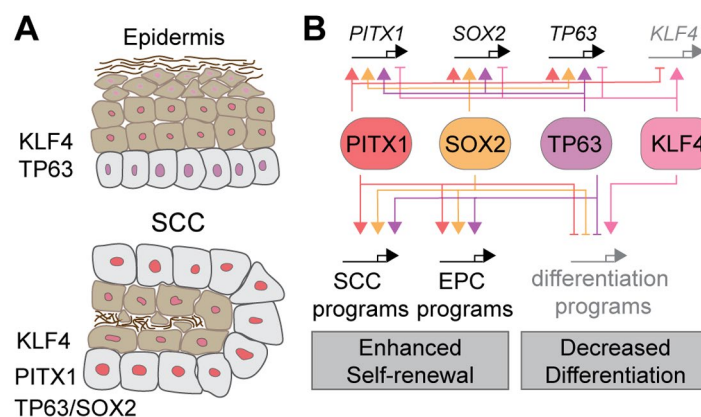 A
Epidermis
KLF4
TP63
SCC
KLF4
PITX1
TP63/SOX2
B
PITX1 SOX2 TP63 KLF4
PITX1 SOX2 TP63 KLF4
SCC programs
EPC programs
differentiation programs
Enhanced
Self-renewal
Decreased
Differentiation